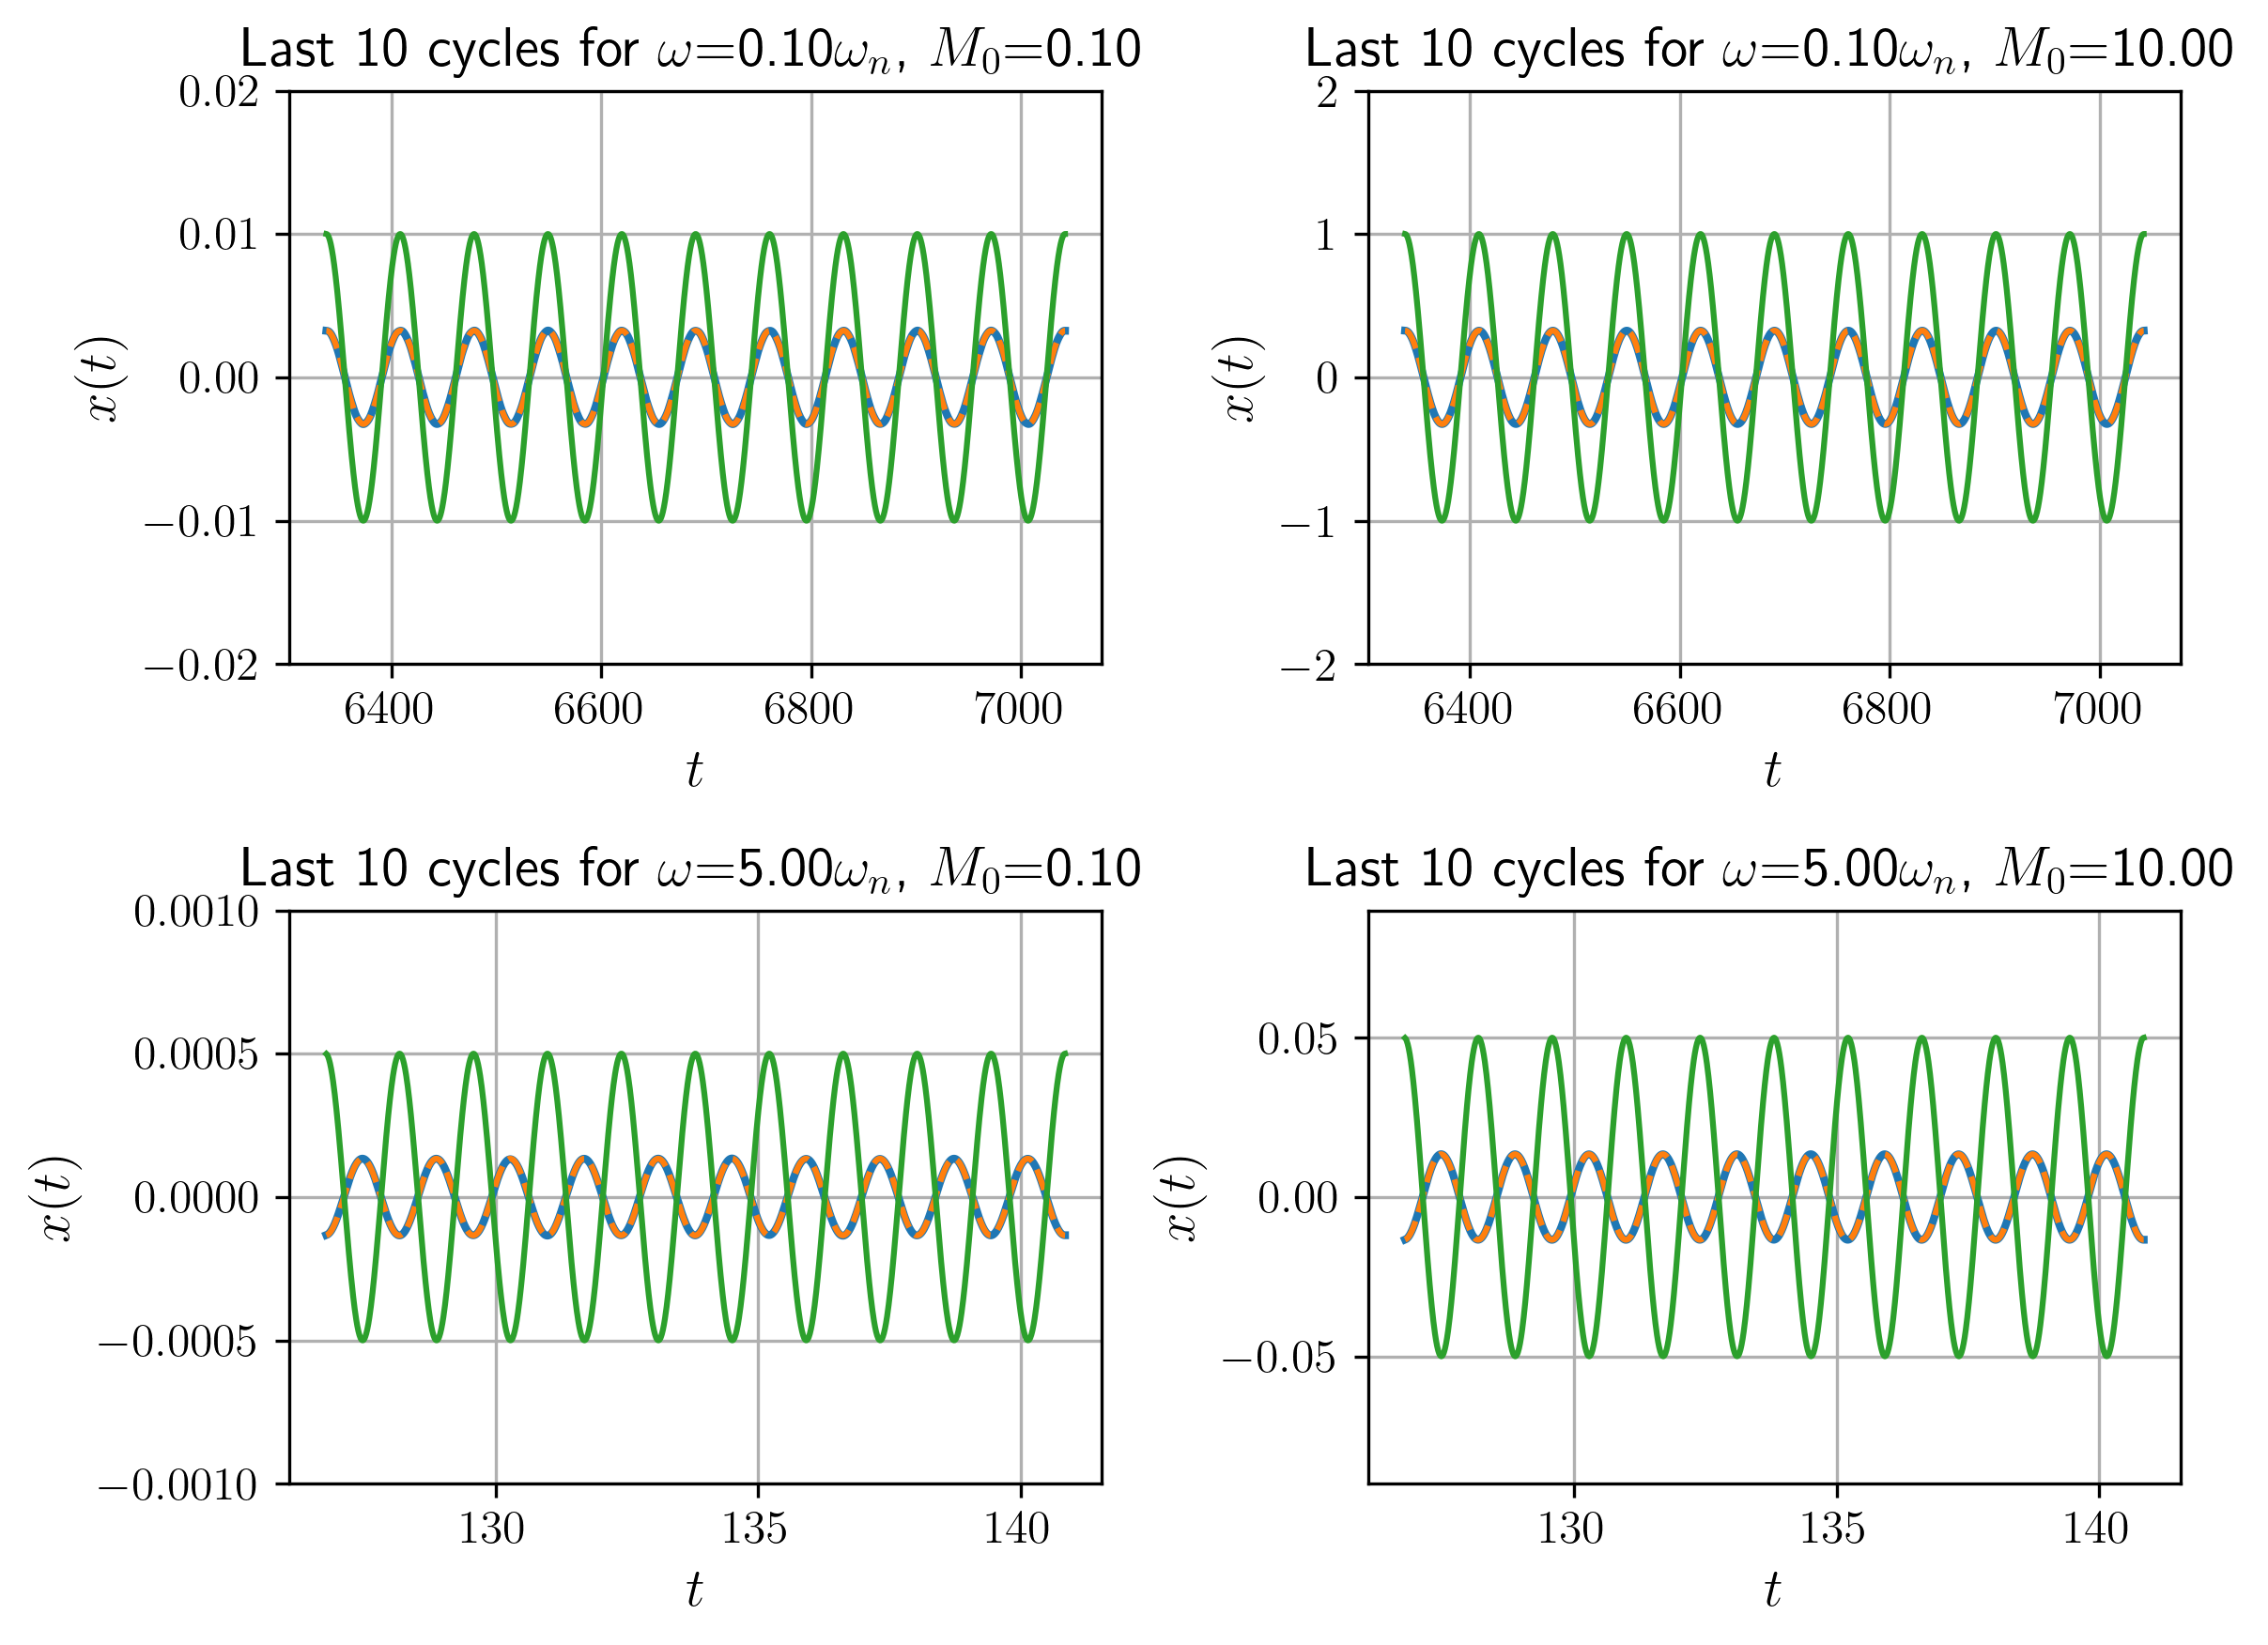 Last 10 cycles for ω=0.10ωₙ, M₀=0.10
0.02
0.01
0.00
−0.01
−0.02
x(t)
6400 6600 6800 7000
t
Last 10 cycles for ω=0.10ωₙ, M₀=10.00
2
1
0
−1
−2
x(t)
6400 6600 6800 7000
t
Last 10 cycles for ω=5.00ωₙ, M₀=0.10
0.0010
0.0005
0.0000
−0.0005
−0.0010
x(t)
130 135 140
t
Last 10 cycles for ω=5.00ωₙ, M₀=10.00
0.05
0.00
−0.05
x(t)
130 135 140
t